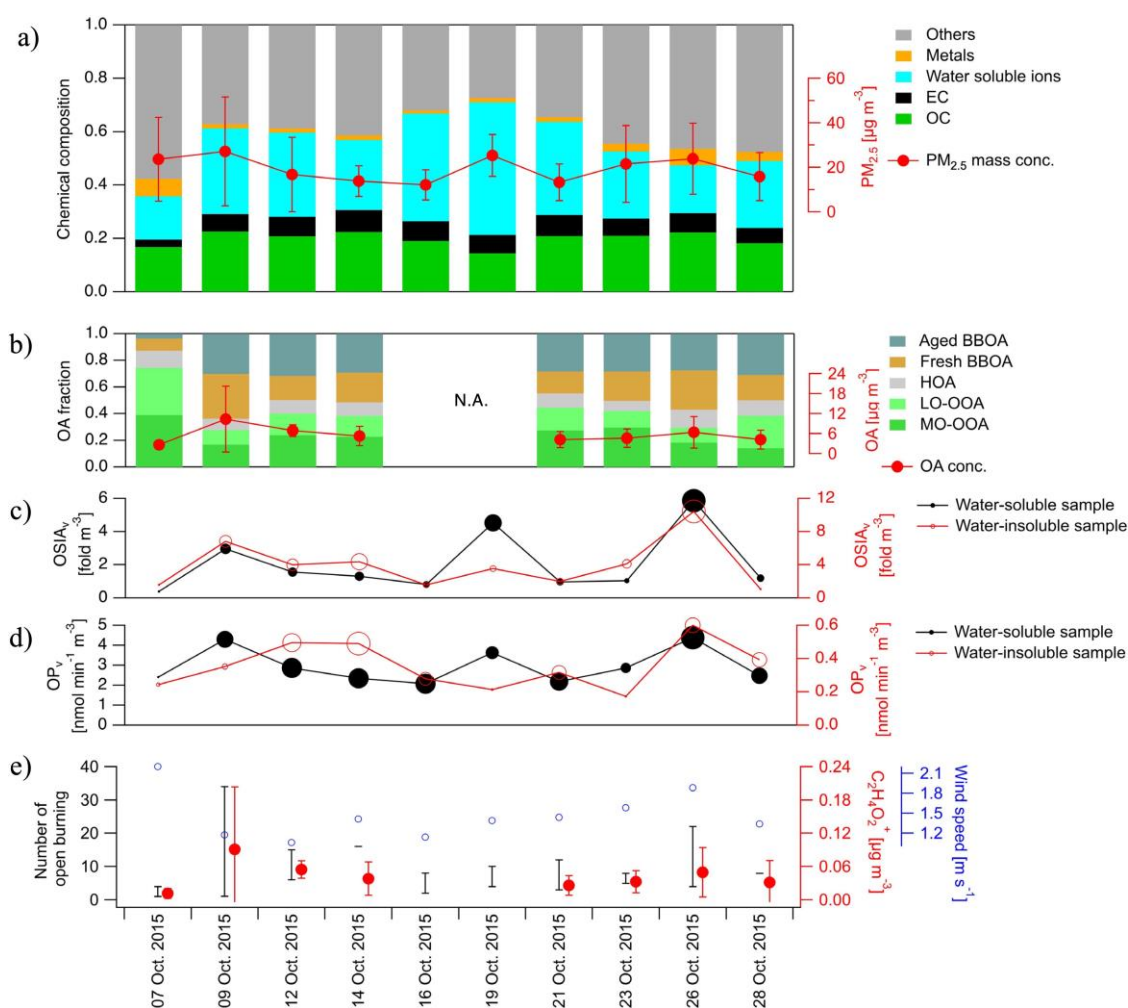 a)
Chemical composition
1.0
0.8
0.6
0.4
0.2
0.0
60
40
20
0
PM2.5 [µg m-3]
Others
Metals
Water soluble ions
EC
OC
PM2.5 mass conc.
b)
OA fraction
1.0
0.8
0.6
0.4
0.2
0.0
N.A.
24
18
12
6
0
OA [µg m-3]
Aged BBOA
Fresh BBOA
HOA
LO-OOA
MO-OOA
OA conc.
c)
OSIAv
[fold m-3]
6
4
2
0
12
8
4
0
OSIAv
[fold m-3]
Water-soluble sample
Water-insoluble sample
d)
OPv
[nmol min-1 m-3]
5
4
3
2
1
0
0.6
0.4
0.2
0.0
OPv
[nmol min-1 m-3]
Water-soluble sample
Water-insoluble sample
e)
Number of
open burning
40
30
20
10
0
0.24
0.18
0.12
0.06
0.00
C2H4O2+ [µg m-3]
2.1
1.8
1.5
1.2
Wind speed [m s-1]
07 Oct. 2015
09 Oct. 2015
12 Oct. 2015
14 Oct. 2015
16 Oct. 2015
19 Oct. 2015
21 Oct. 2015
23 Oct. 2015
26 Oct. 2015
28 Oct. 2015